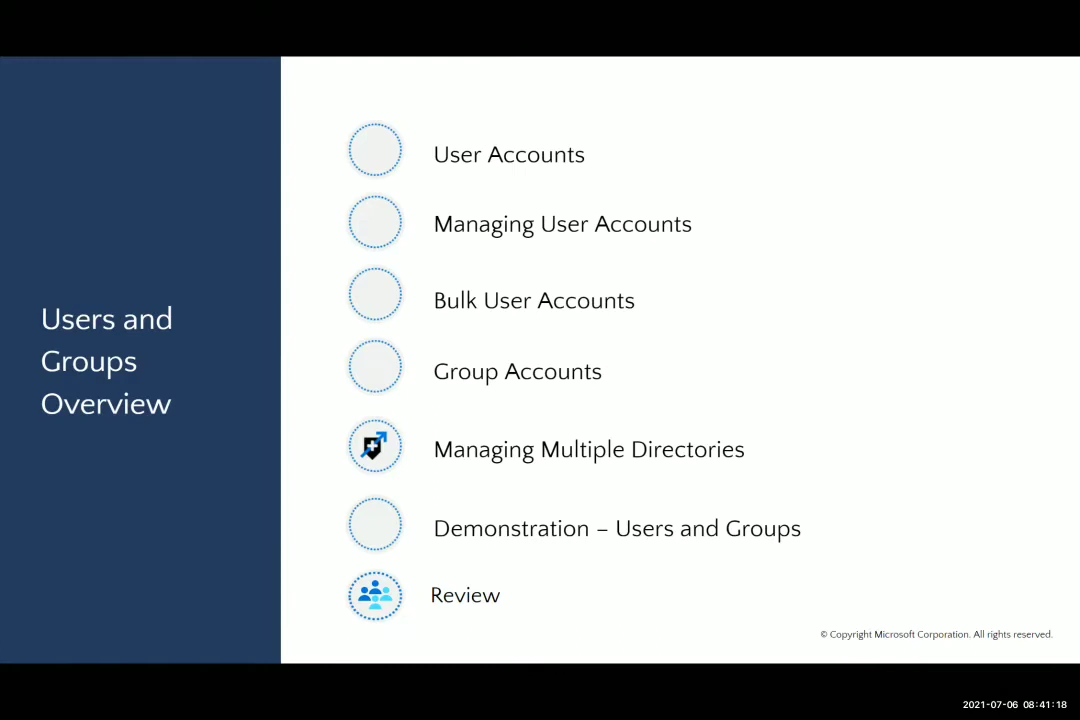 Users and
Groups
Overview
User Accounts
Managing User Accounts
Bulk User Accounts
Group Accounts
Managing Multiple Directories
Demonstration – Users and Groups
Review
© Copyright Microsoft Corporation. All rights reserved.
2021-07-06 08:41:18